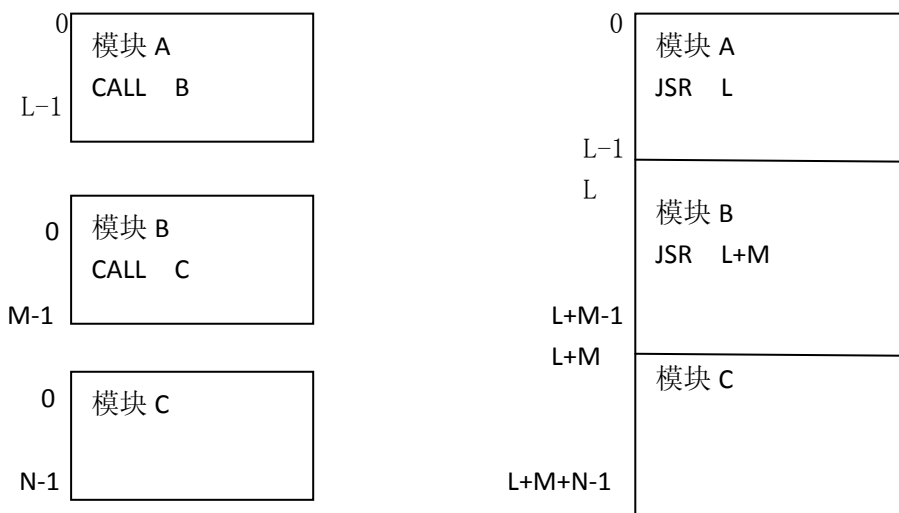 0
模块 A
CALL B
L-1
0
模块 B
CALL C
M-1
0
模块 C
N-1
0
模块 A
JSR L
L-1
L
模块 B
JSR L+M
L+M-1
L+M
模块 C
L+M+N-1